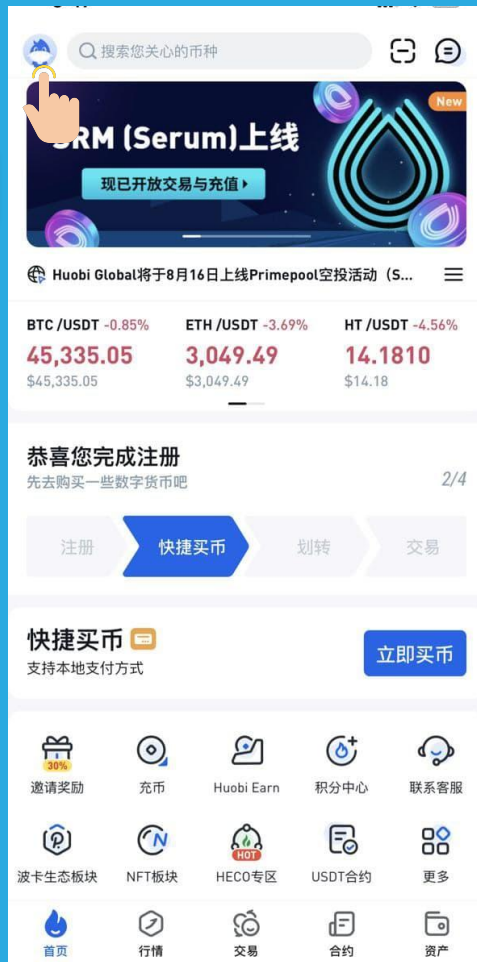 搜索您关心的币种
New
SRM (Serum)上线
现已开放交易与充值
Huobi Global将于8月16日上线Primepool空投活动（S...
BTC /USDT -0.85%
ETH /USDT -3.69%
HT /USDT -4.56%
45,335.05
3,049.49
14.1810
$45,335.05
$3,049.49
$14.18
恭喜您完成注册
先去购买一些数字货币吧
2/4
注册
快捷买币
划转
交易
快捷买币
支持本地支付方式
立即买币
30%
邀请奖励
充币
Huobi Earn
积分中心
联系客服
HOT
波卡生态板块
NFT板块
HECO专区
USDT合约
更多
首页
行情
交易
合约
资产